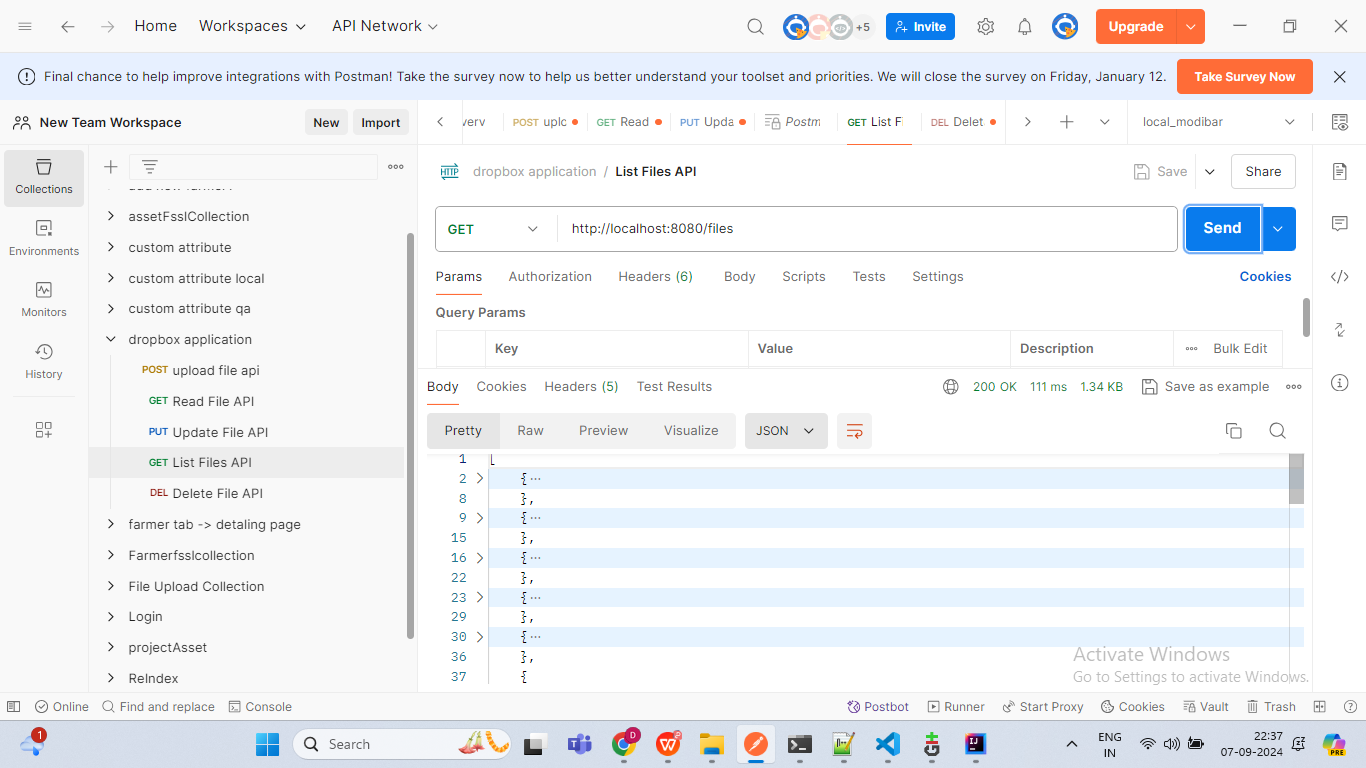 Home
Workspaces
API Network
+5
Invite
Upgrade
Final chance to help improve integrations with Postman! Take the survey now to help us better understand your toolset and priorities. We will close the survey on Friday, January 12.
Take Survey Now
New Team Workspace
New
Import
verv
POST uplc
GET Read
PUT Upda
Postm
GET List F
DEL Delet
local_modibar
Collections
Environments
Monitors
History
assetFsslCollection
custom attribute
custom attribute local
custom attribute qa
dropbox application
POST upload file api
GET Read File API
PUT Update File API
GET List Files API
DEL Delete File API
farmer tab -> detaling page
Farmerfsslcollection
File Upload Collection
Login
projectAsset
ReIndex
HTTP
dropbox application / List Files API
Save
Share
GET
http://localhost:8080/files
Send
Params
Authorization
Headers (6)
Body
Scripts
Tests
Settings
Cookies
Query Params
Key
Value
Description
Bulk Edit
Body
Cookies
Headers (5)
Test Results
200 OK
111 ms
1.34 KB
Save as example
Pretty
Raw
Preview
Visualize
JSON
1 [
2 {
8 },
9 {
15 },
16 {
22 },
23 {
29 },
30 {
36 },
37 {
Activate Windows
Go to Settings to activate Windows.
Online
Find and replace
Console
Postbot
Runner
Start Proxy
Cookies
Vault
Trash
1
Search
D
P
IJ
ENG
IN
22:37
07-09-2024
PRE